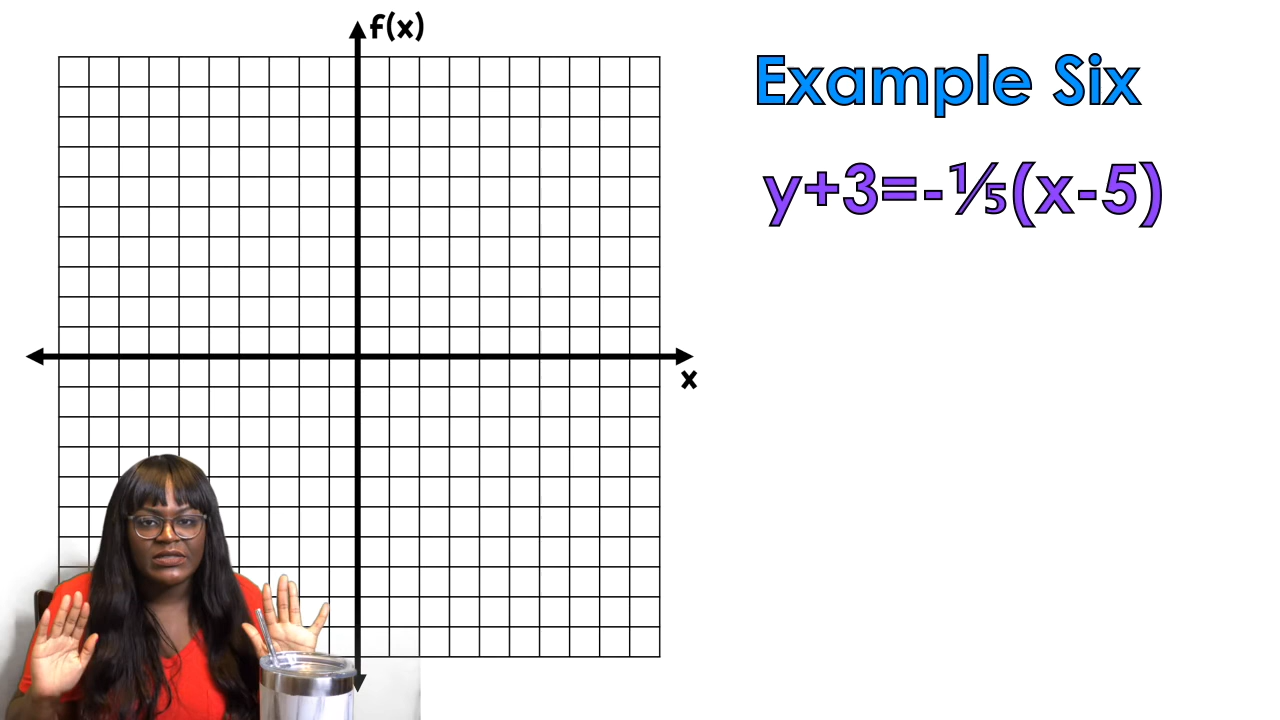 f(x)
Example Six
y+3=-⅕(x-5)
x